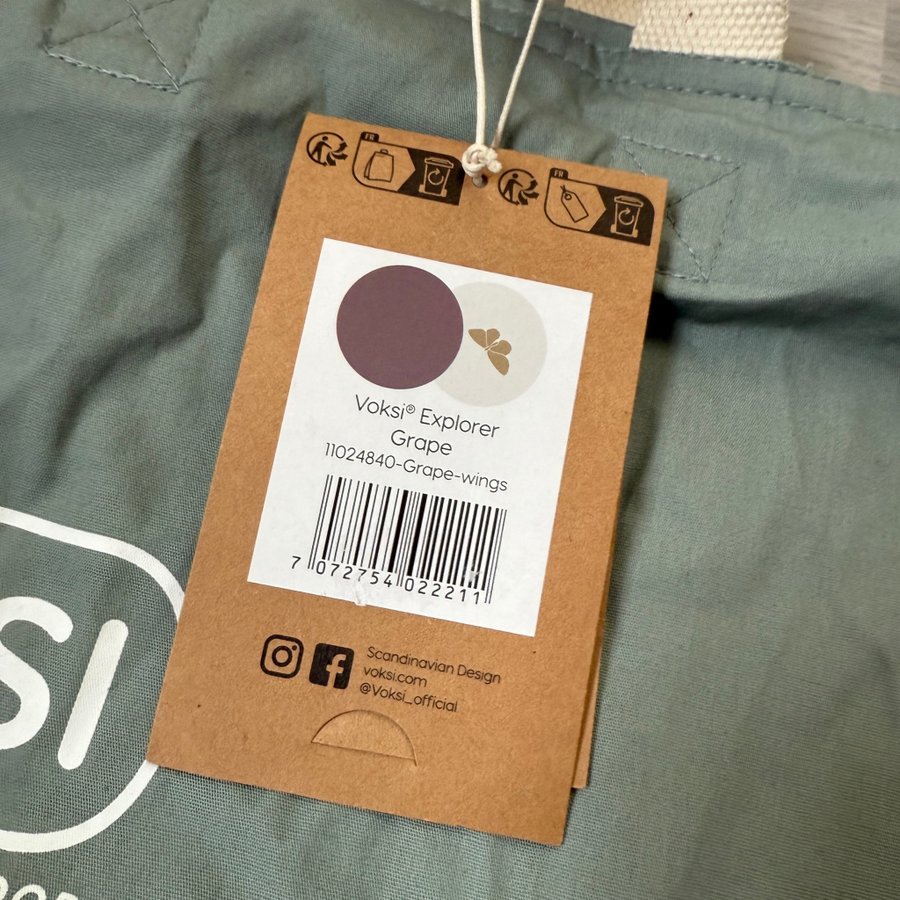 FR
FR
Voksi® Explorer
Grape
11024840-Grape-wings
7 072754 022211
Scandinavian Design
voksi.com
@Voksi_official
SI